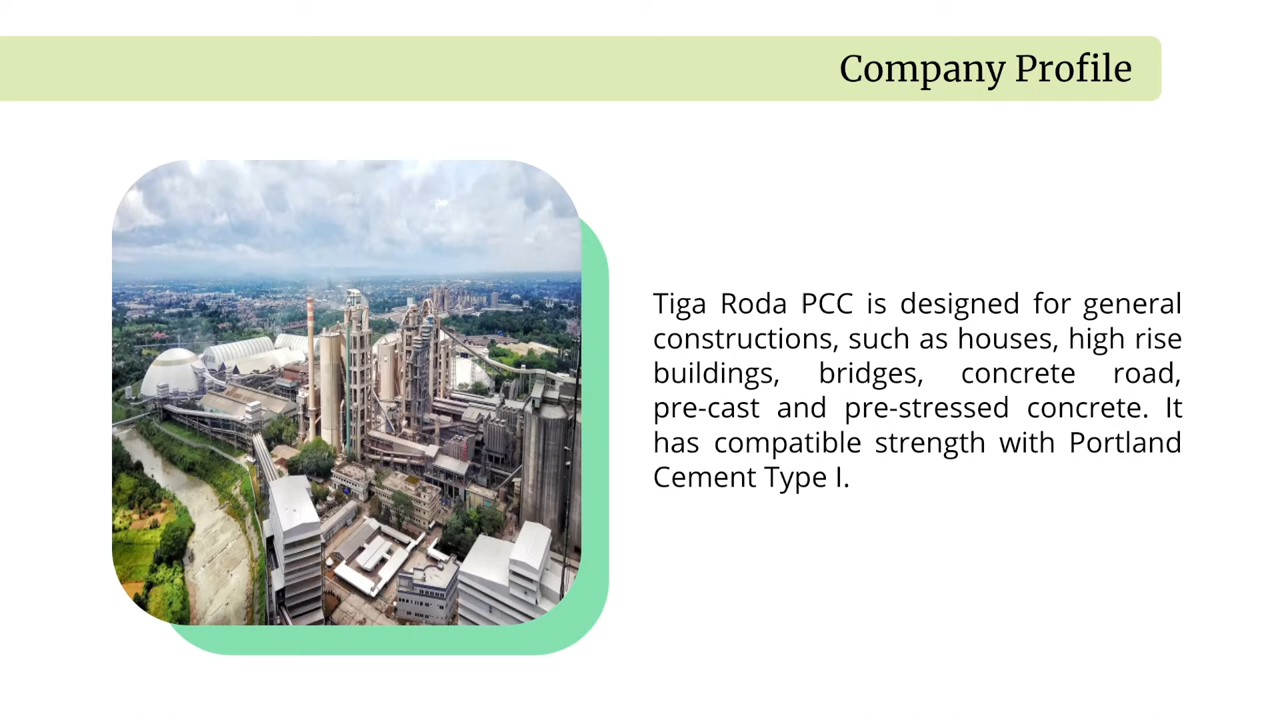 Company Profile
Tiga Roda PCC is designed for general
constructions, such as houses, high rise
buildings, bridges, concrete road,
pre-cast and pre-stressed concrete. It
has compatible strength with Portland
Cement Type I.